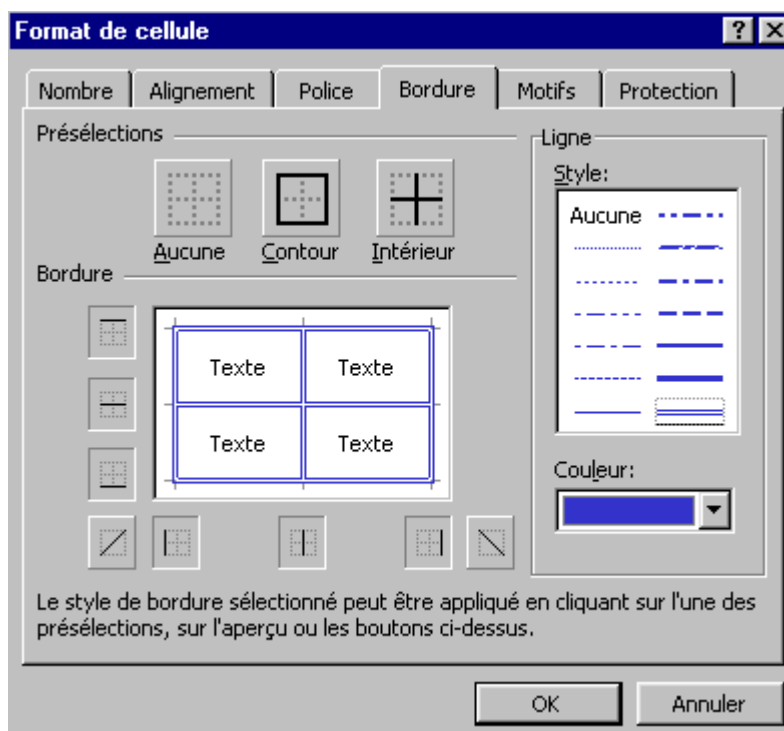 Format de cellule
Nombre Alignement Police Bordure Motifs Protection
Présélections
Aucune Contour Intérieur
Bordure
Texte Texte
Texte Texte
Ligne
Style:
Aucune
Couleur:
Le style de bordure sélectionné peut être appliqué en cliquant sur l'une des
présélections, sur l'aperçu ou les boutons ci-dessus.
OK Annuler